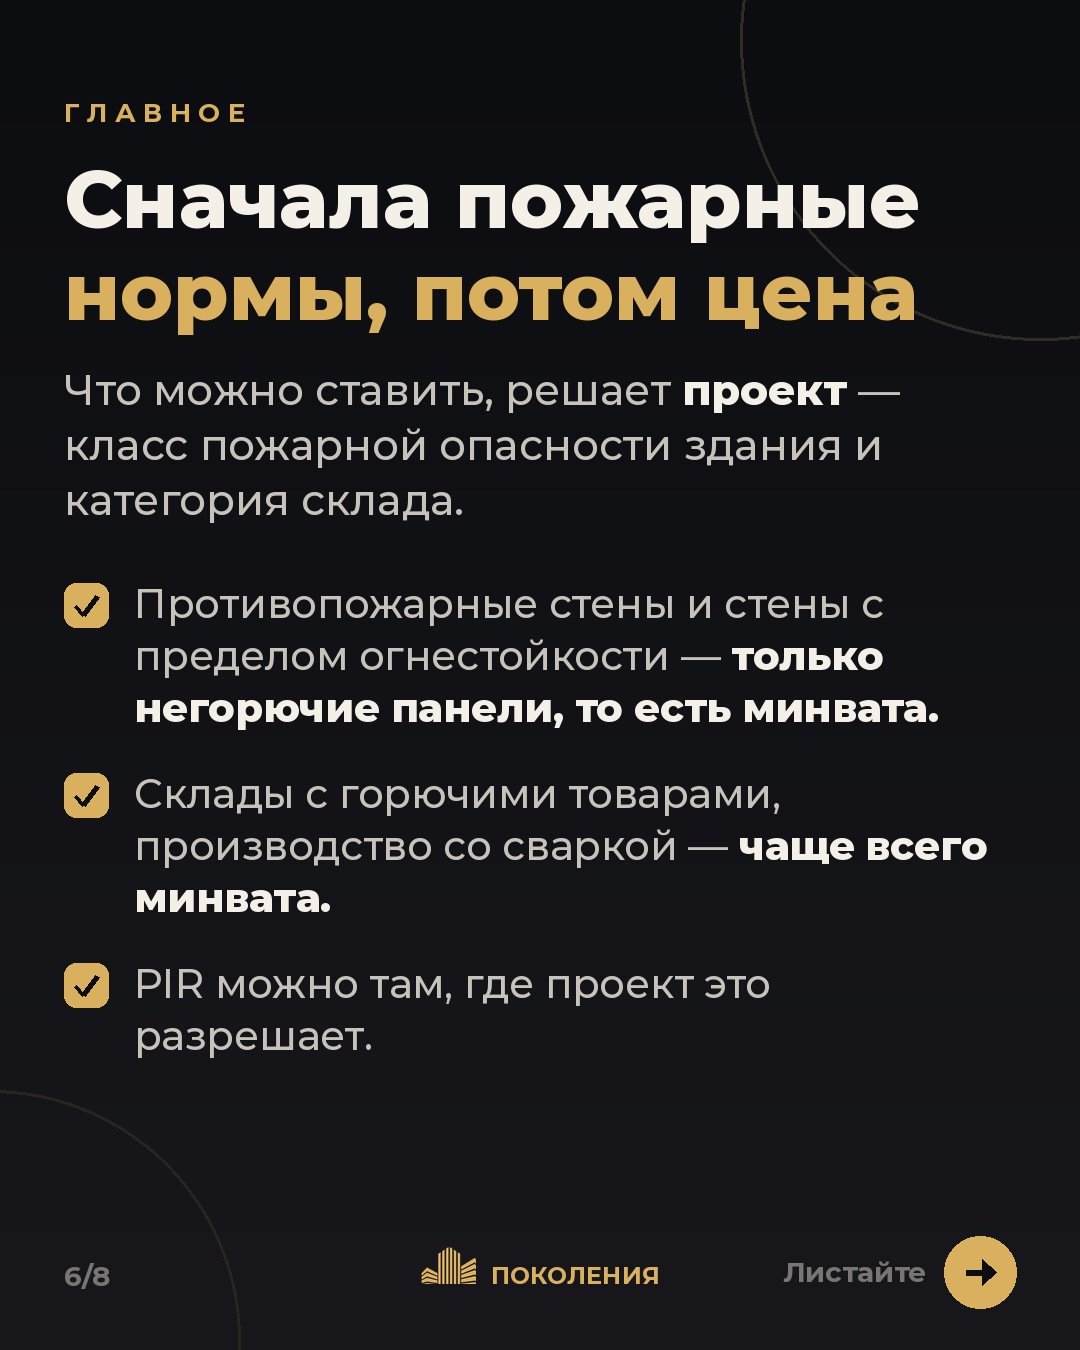 ГЛАВНОЕ
Сначала пожарные
нормы, потом цена
Что можно ставить, решает проект —
класс пожарной опасности здания и
категория склада.
Противопожарные стены и стены с
пределом огнестойкости — только
негорючие панели, то есть минвата.
Склады с горючими товарами,
производство со сваркой — чаще всего
минвата.
PIR можно там, где проект это
разрешает.
6/8
ПОКОЛЕНИЯ
Листайте